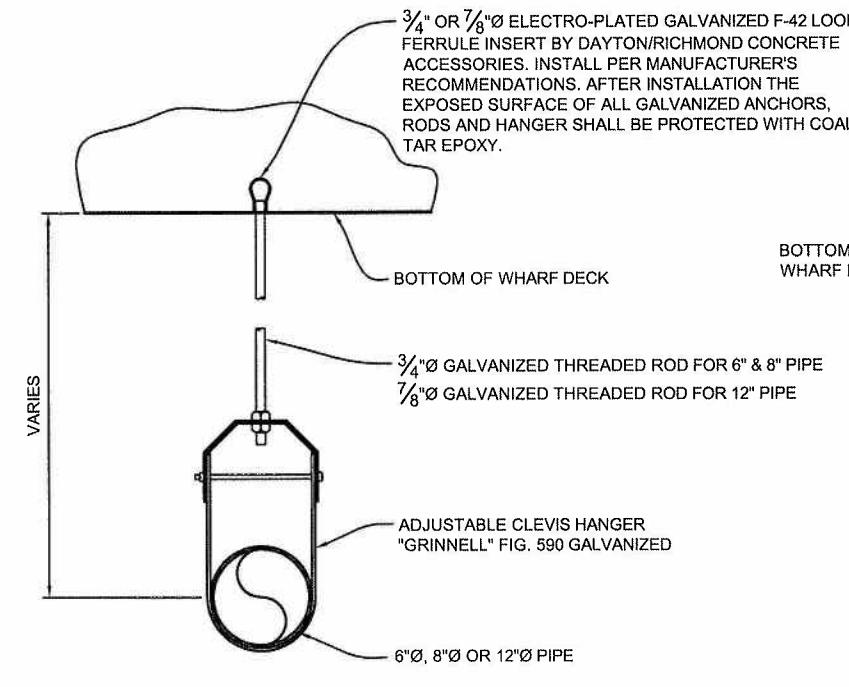 3/4" OR 7/8"Ø ELECTRO-PLATED GALVANIZED F-42
FERRULE INSERT BY DAYTON/RICHMOND CONCRETE
ACCESSORIES. INSTALL PER MANUFACTURER'S
RECOMMENDATIONS. AFTER INSTALLATION THE
EXPOSED SURFACE OF ALL GALVANIZED ANCHORS,
RODS AND HANGER SHALL BE PROTECTED WITH COAL
TAR EPOXY.
BOTTOM
WHARF
BOTTOM OF WHARF DECK
3/4"Ø GALVANIZED THREADED ROD FOR 6" & 8" PIPE
7/8"Ø GALVANIZED THREADED ROD FOR 12" PIPE
VARIES
ADJUSTABLE CLEVIS HANGER
"GRINNELL" FIG. 590 GALVANIZED
6"Ø, 8"Ø OR 12"Ø PIPE